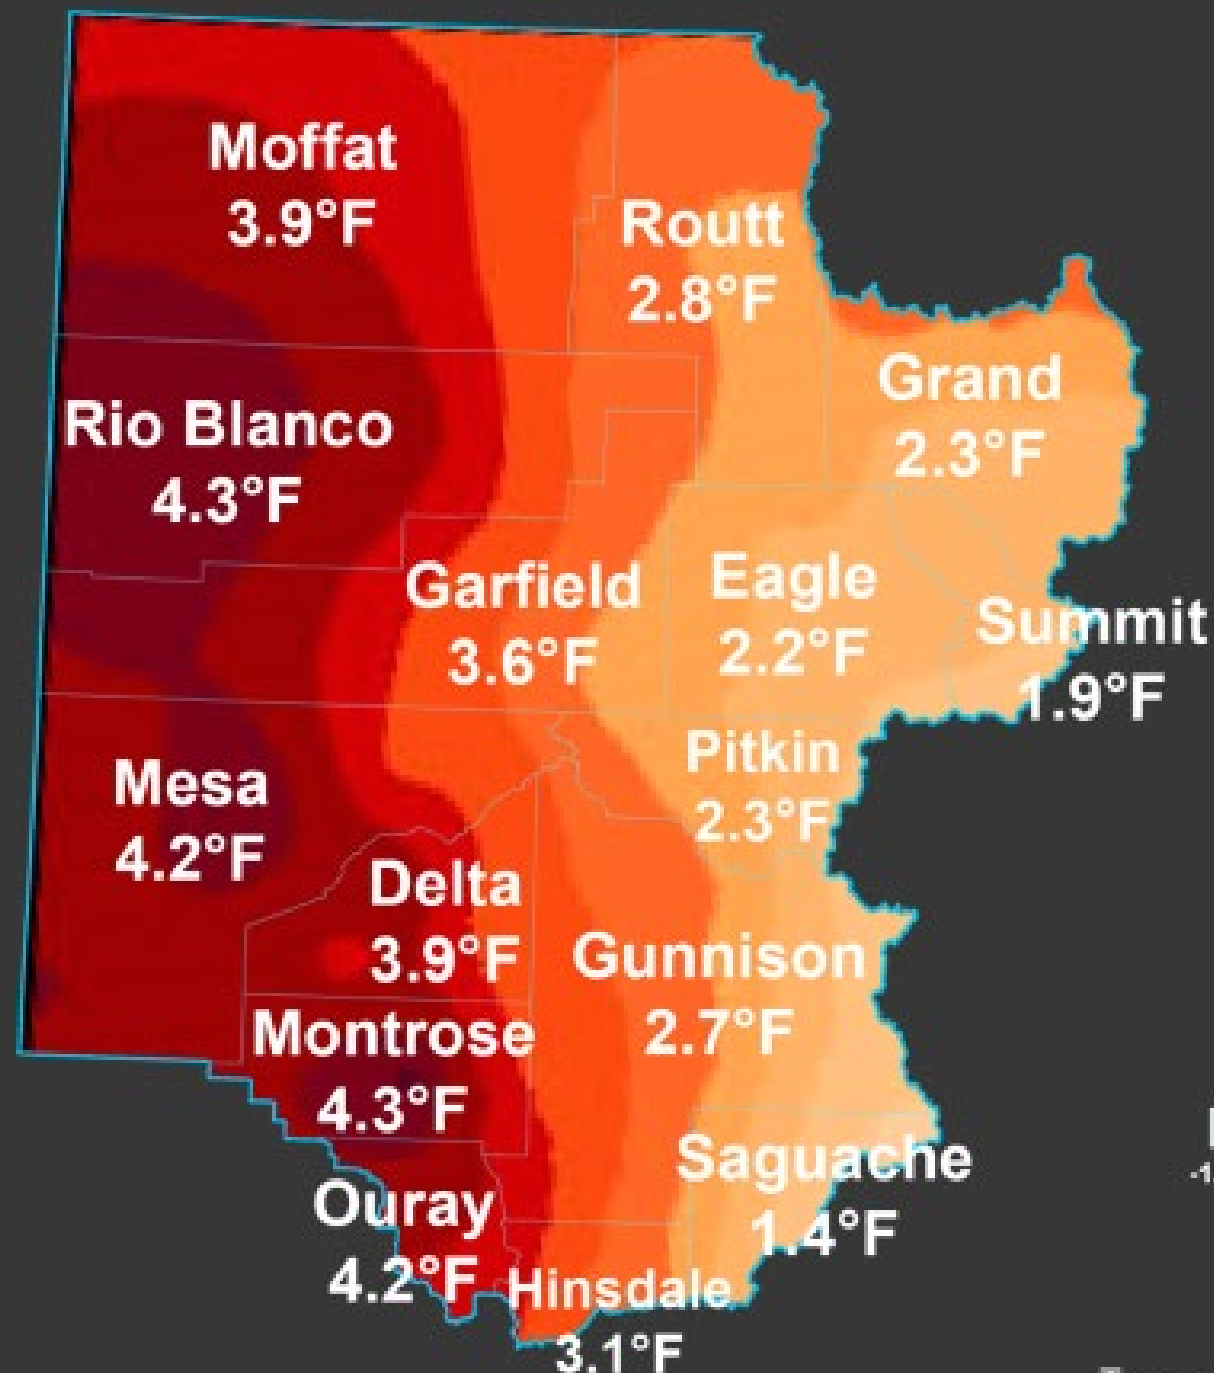 Moffat
3.9°F
Routt
2.8°F
Grand
2.3°F
Rio Blanco
4.3°F
Garfield
3.6°F
Eagle
2.2°F
Summit
1.9°F
Mesa
4.2°F
Pitkin
2.3°F
Delta
3.9°F
Gunnison
2.7°F
Montrose
4.3°F
Saguache
1.4°F
Ouray
4.2°F
Hinsdale
3.1°F